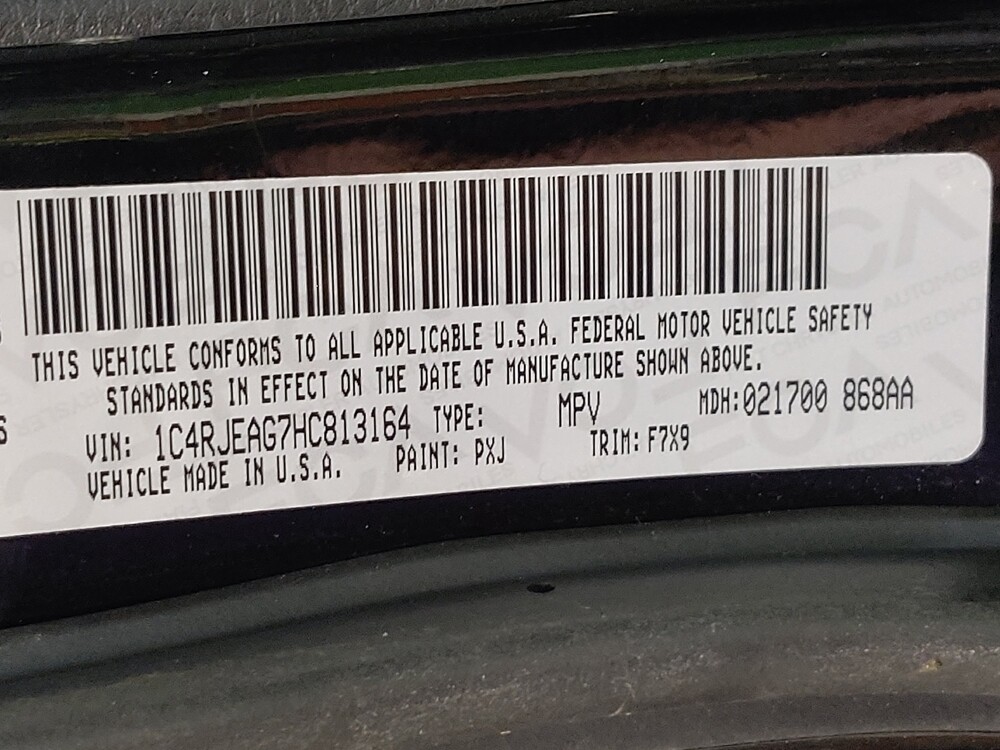 THIS VEHICLE CONFORMS TO ALL APPLICABLE U.S.A. FEDERAL MOTOR VEHICLE SAFETY
STANDARDS IN EFFECT ON THE DATE OF MANUFACTURE SHOWN ABOVE.
VIN: 1C4RJEAG7HC813164 TYPE: MPV MDH:021700 868AA
VEHICLE MADE IN U.S.A. PAINT: PXJ TRIM: F7X9